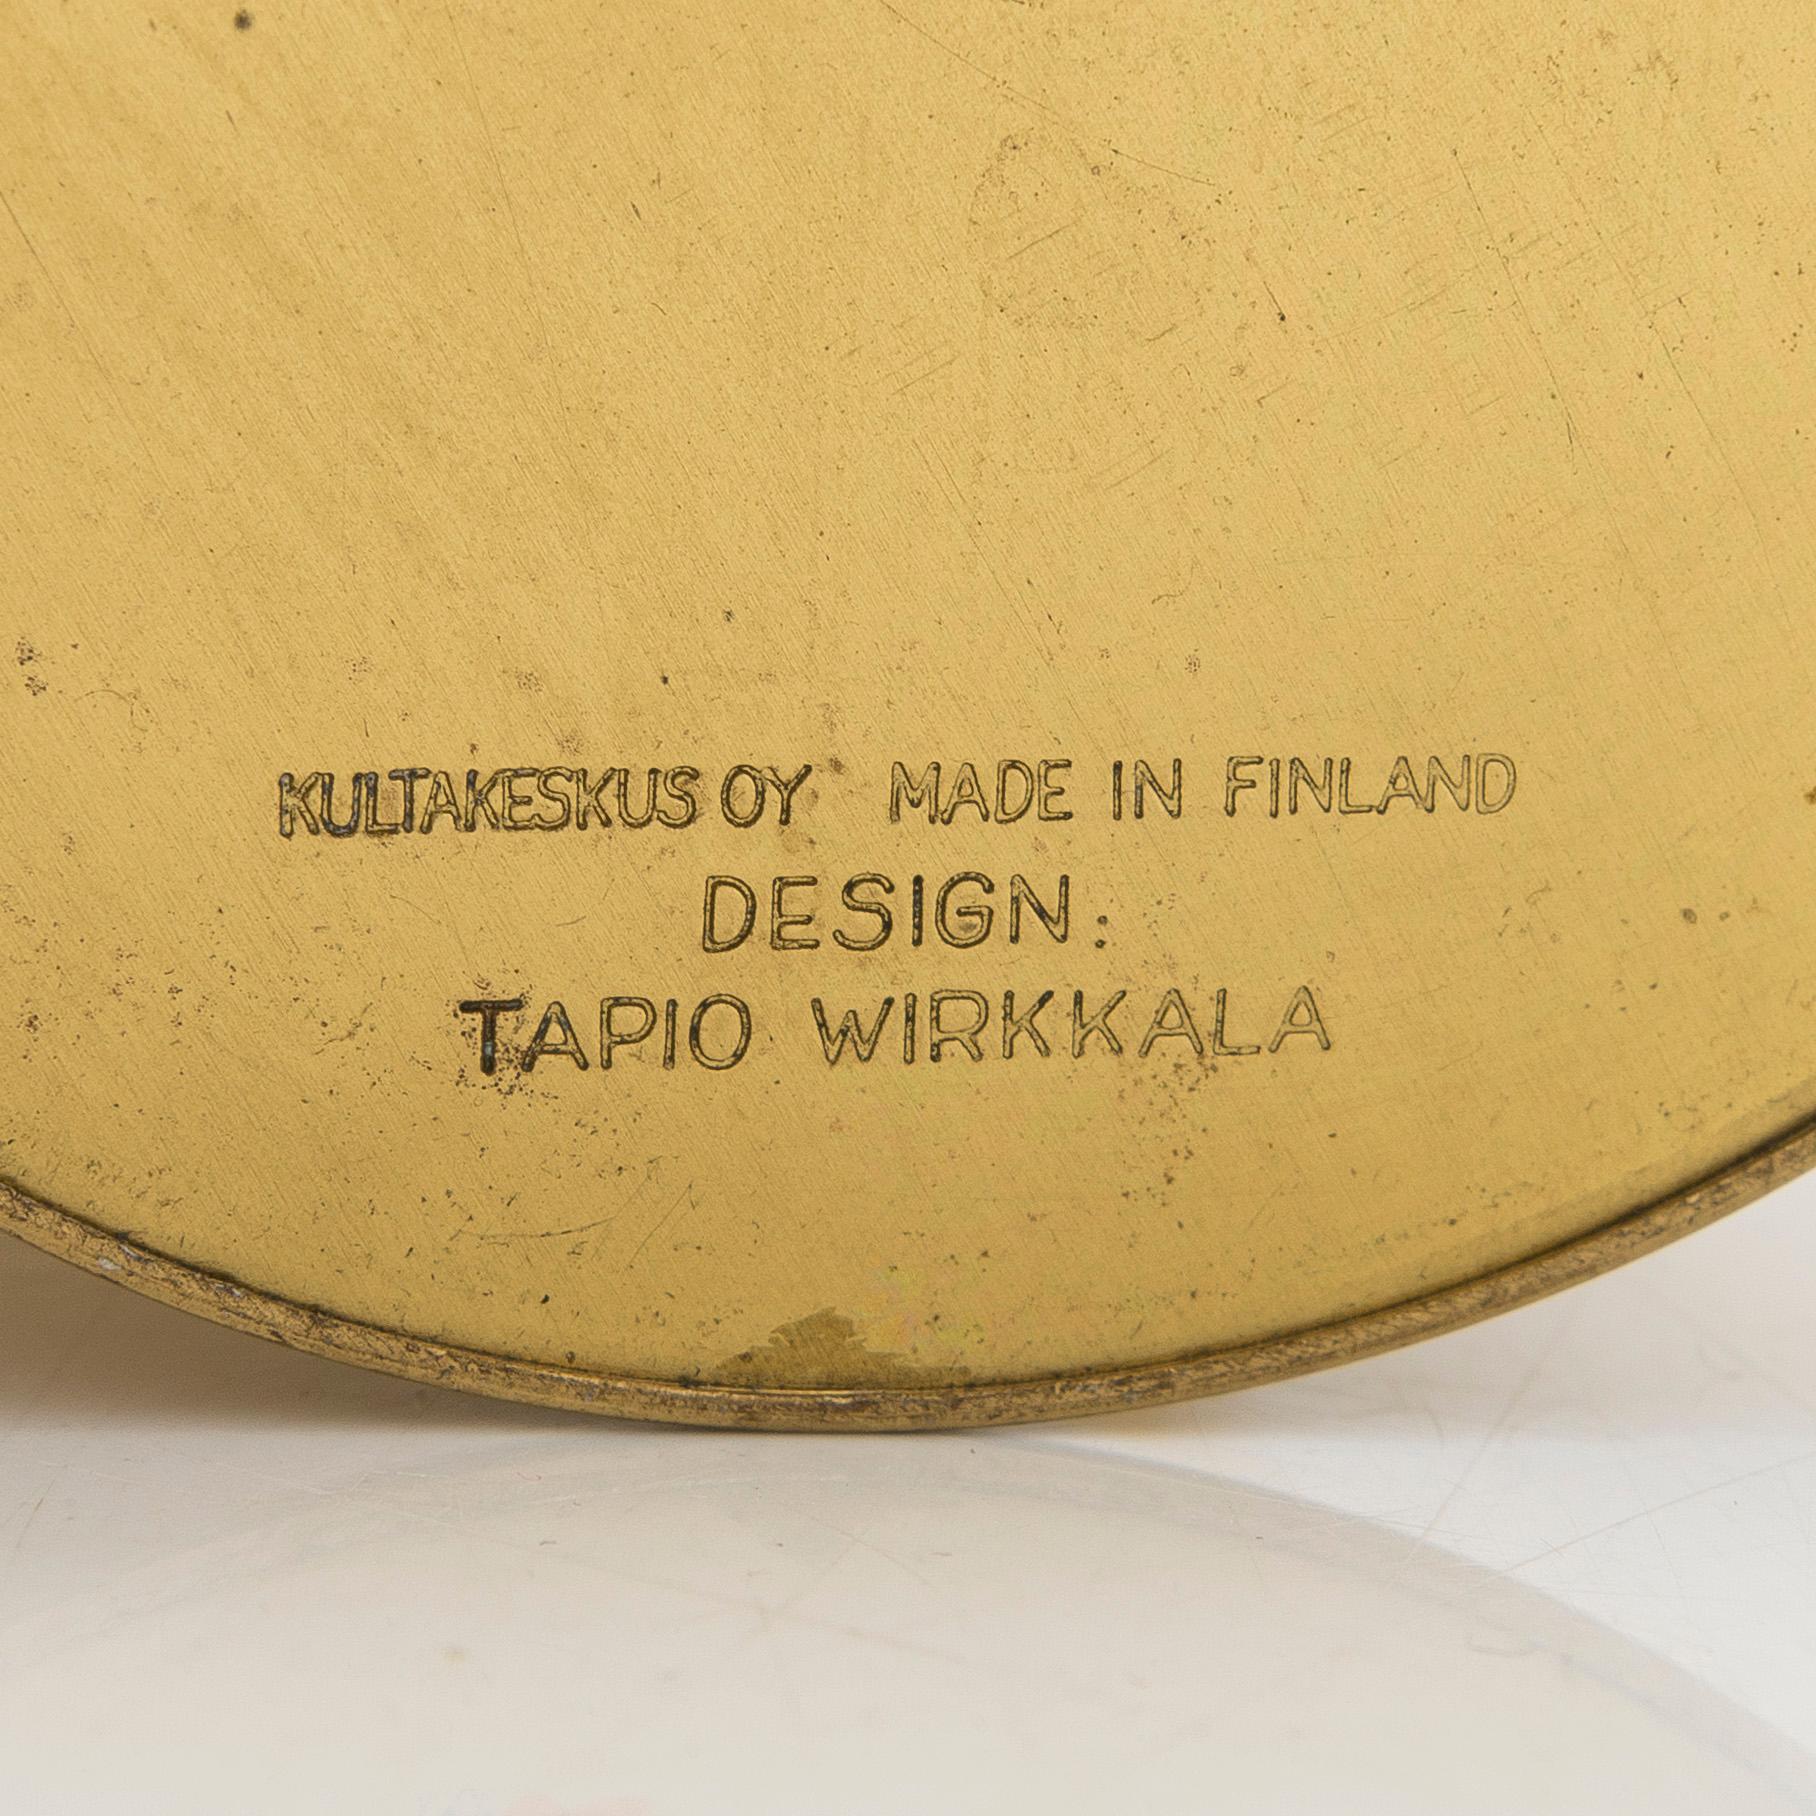 KULTAKESKUS OY MADE IN FINLAND
DESIGN:
TAPIO WIRKKALA